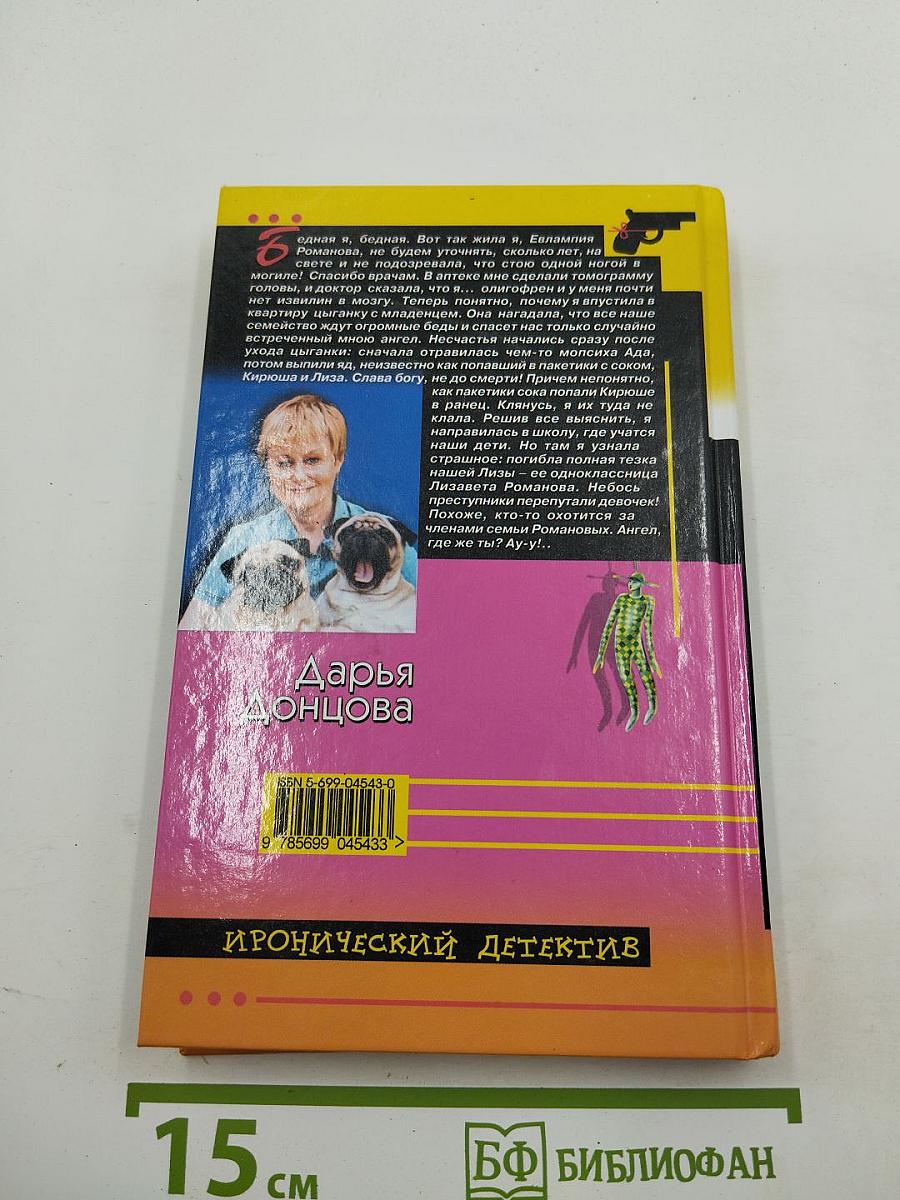 Бедная я, бедная. Вот так жила я, Евлампия
Романова, не будем уточнять, сколько лет, на
свете и не подозревала, что стою одной ногой в
могиле! Спасибо врачам. В аптеке мне сделали томограмму
головы, и доктор сказала, что я... олигофрен и у меня почти
нет извилин в мозгу. Теперь понятно, почему я впустила в
квартиру цыганку с младенцем. Она нагадала, что все наше
семейство ждут огромные беды и спасет нас только случайно
встреченный мною ангел. Несчастья начались сразу после
ухода цыганки: сначала отравилась чем-то мопсиха Ада,
потом выпили яд, неизвестно как попавший в пакетики с соком,
Кирюша и Лиза. Слава богу, не до смерти! Причем непонятно,
как пакетики сока попали Кирюше
в ранец. Клянусь, я их туда не
клала. Решив все выяснить, я
направилась в школу, где учатся
наши дети. Но там я узнала
страшное: погибла полная тезка
нашей Лизы – ее одноклассница
Лизавета Романова. Небось
преступники перепутали девочек!
Похоже, кто-то охотится за
членами семьи Романовых. Ангел,
где же ты? Ау-у!..
Дарья
Донцова
ISBN 5-699-04543-0
9 785699 045433 >
ИРОНИЧЕСКИЙ ДЕТЕКТИВ
15 см
БФ БИБЛИОФАН